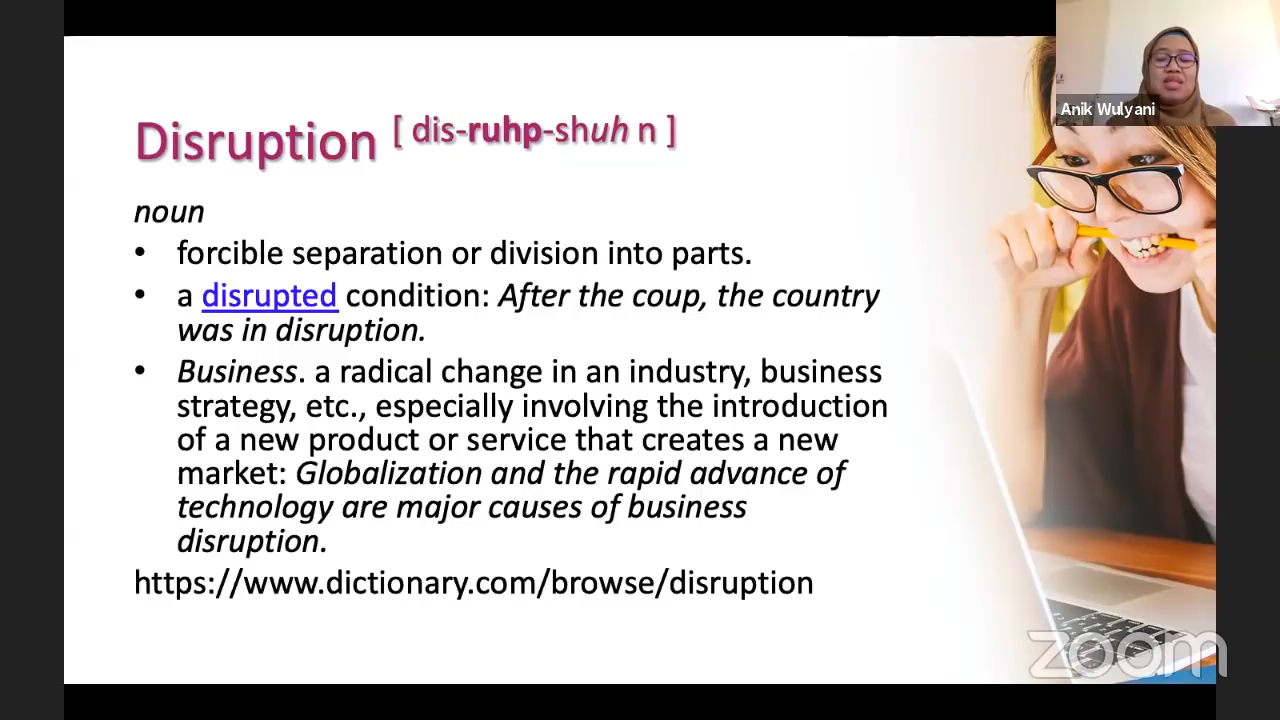 Anik Wulyani
Disruption [ dis-ruhp-shuh n ]
noun
• forcible separation or division into parts.
• a disrupted condition: After the coup, the country
was in disruption.
• Business. a radical change in an industry, business
strategy, etc., especially involving the introduction
of a new product or service that creates a new
market: Globalization and the rapid advance of
technology are major causes of business
disruption.
https://www.dictionary.com/browse/disruption
zoom